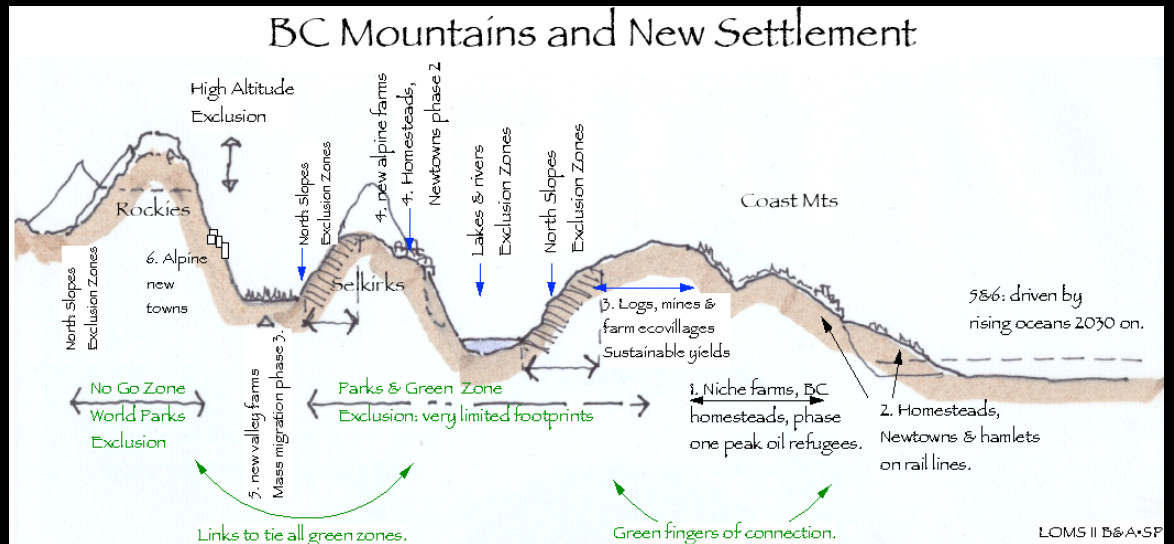 BC Mountains and New Settlement
High Altitude
Exclusion
Rockies
North Slopes
Exclusion Zones
6. Alpine
new
towns
North Slopes
Exclusion Zones
4. new alpine farms
4. Homesteads,
Newtowns phase 2
Selkirks
Lakes & rivers
Exclusion Zones
North Slopes
Exclusion Zones
Coast Mts
3. Logs, mines &
farm ecovillages
Sustainable yields
5&6: driven by
rising oceans 2030 on.
No Go Zone
World Parks
Exclusion
5. new valley farms
Mass migration phase 3.
Parks & Green Zone
Exclusion: very limited footprints
1. Niche farms, BC
homesteads, phase
one peak oil refugees.
2. Homesteads,
Newtowns & hamlets
on rail lines.
Links to tie all green zones.
Green fingers of connection.
LOMS II B&A•SP